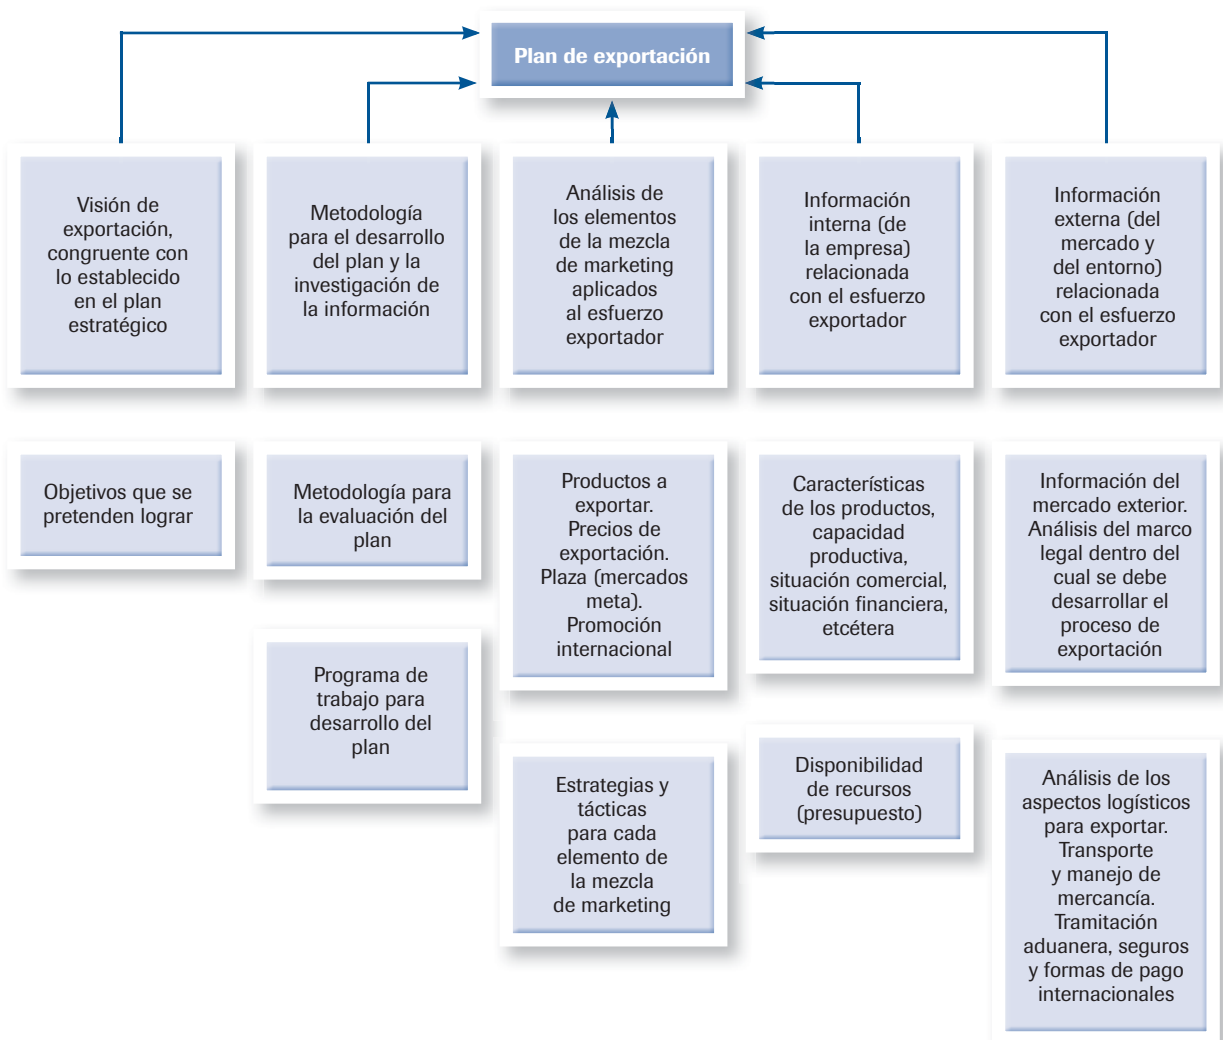 Plan de exportación
Visión de
exportación,
congruente con
lo establecido
en el plan
estratégico
Metodología
para el desarrollo
del plan y la
investigación de
la información
Análisis de
los elementos
de la mezcla
de marketing
aplicados
al esfuerzo
exportador
Información
interna (de
la empresa)
relacionada
con el esfuerzo
exportador
Información
externa (del
mercado y
del entorno)
relacionada
con el esfuerzo
exportador
Objetivos que se
pretenden lograr
Metodología para
la evaluación del
plan
Productos a
exportar.
Precios de
exportación.
Plaza (mercados
meta).
Promoción
internacional
Características
de los productos,
capacidad
productiva,
situación comercial,
situación financiera,
etcétera
Información del
mercado exterior.
Análisis del marco
legal dentro del
cual se debe
desarrollar el
proceso de
exportación
Programa de
trabajo para
desarrollo del
plan
Estrategias y
tácticas
para cada
elemento de
la mezcla
de marketing
Disponibilidad
de recursos
(presupuesto)
Análisis de los
aspectos logísticos
para exportar.
Transporte
y manejo de
mercancía.
Tramitación
aduanera, seguros
y formas de pago
internacionales